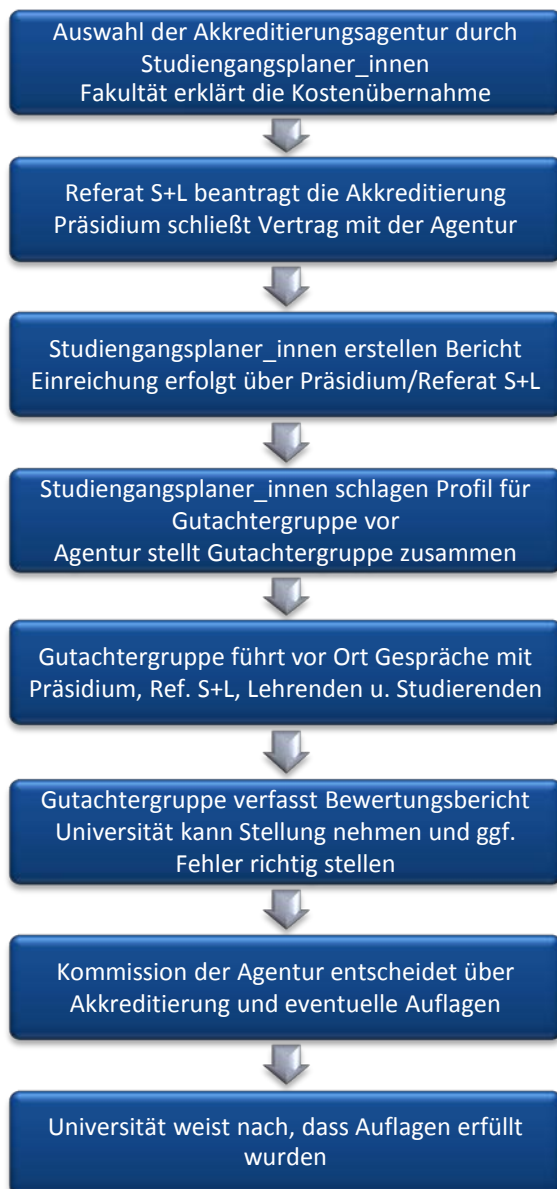 Auswahl der Akkreditierungsagentur durch
Studiengangsplaner_innen
Fakultät erklärt die Kostenübernahme
Referat S+L beantragt die Akkreditierung
Präsidium schließt Vertrag mit der Agentur
Studiengangsplaner_innen erstellen Bericht
Einreichung erfolgt über Präsidium/Referat S+L
Studiengangsplaner_innen schlagen Profil für
Gutachtergruppe vor
Agentur stellt Gutachtergruppe zusammen
Gutachtergruppe führt vor Ort Gespräche mit
Präsidium, Ref. S+L, Lehrenden u. Studierenden
Gutachtergruppe verfasst Bewertungsbericht
Universität kann Stellung nehmen und ggf.
Fehler richtig stellen
Kommission der Agentur entscheidet über
Akkreditierung und eventuelle Auflagen
Universität weist nach, dass Auflagen erfüllt
wurden